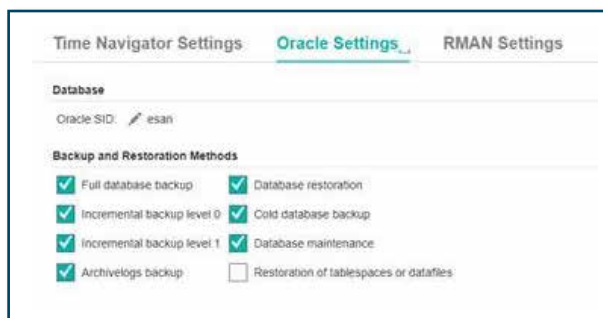 Time Navigator Settings Oracle Settings RMAN Settings
Database
Oracle SID: esan
Backup and Restoration Methods
Full database backup Database restoration
Incremental backup level 0 Cold database backup
Incremental backup level 1 Database maintenance
Archivelogs backup Restoration of tablespaces or datafiles